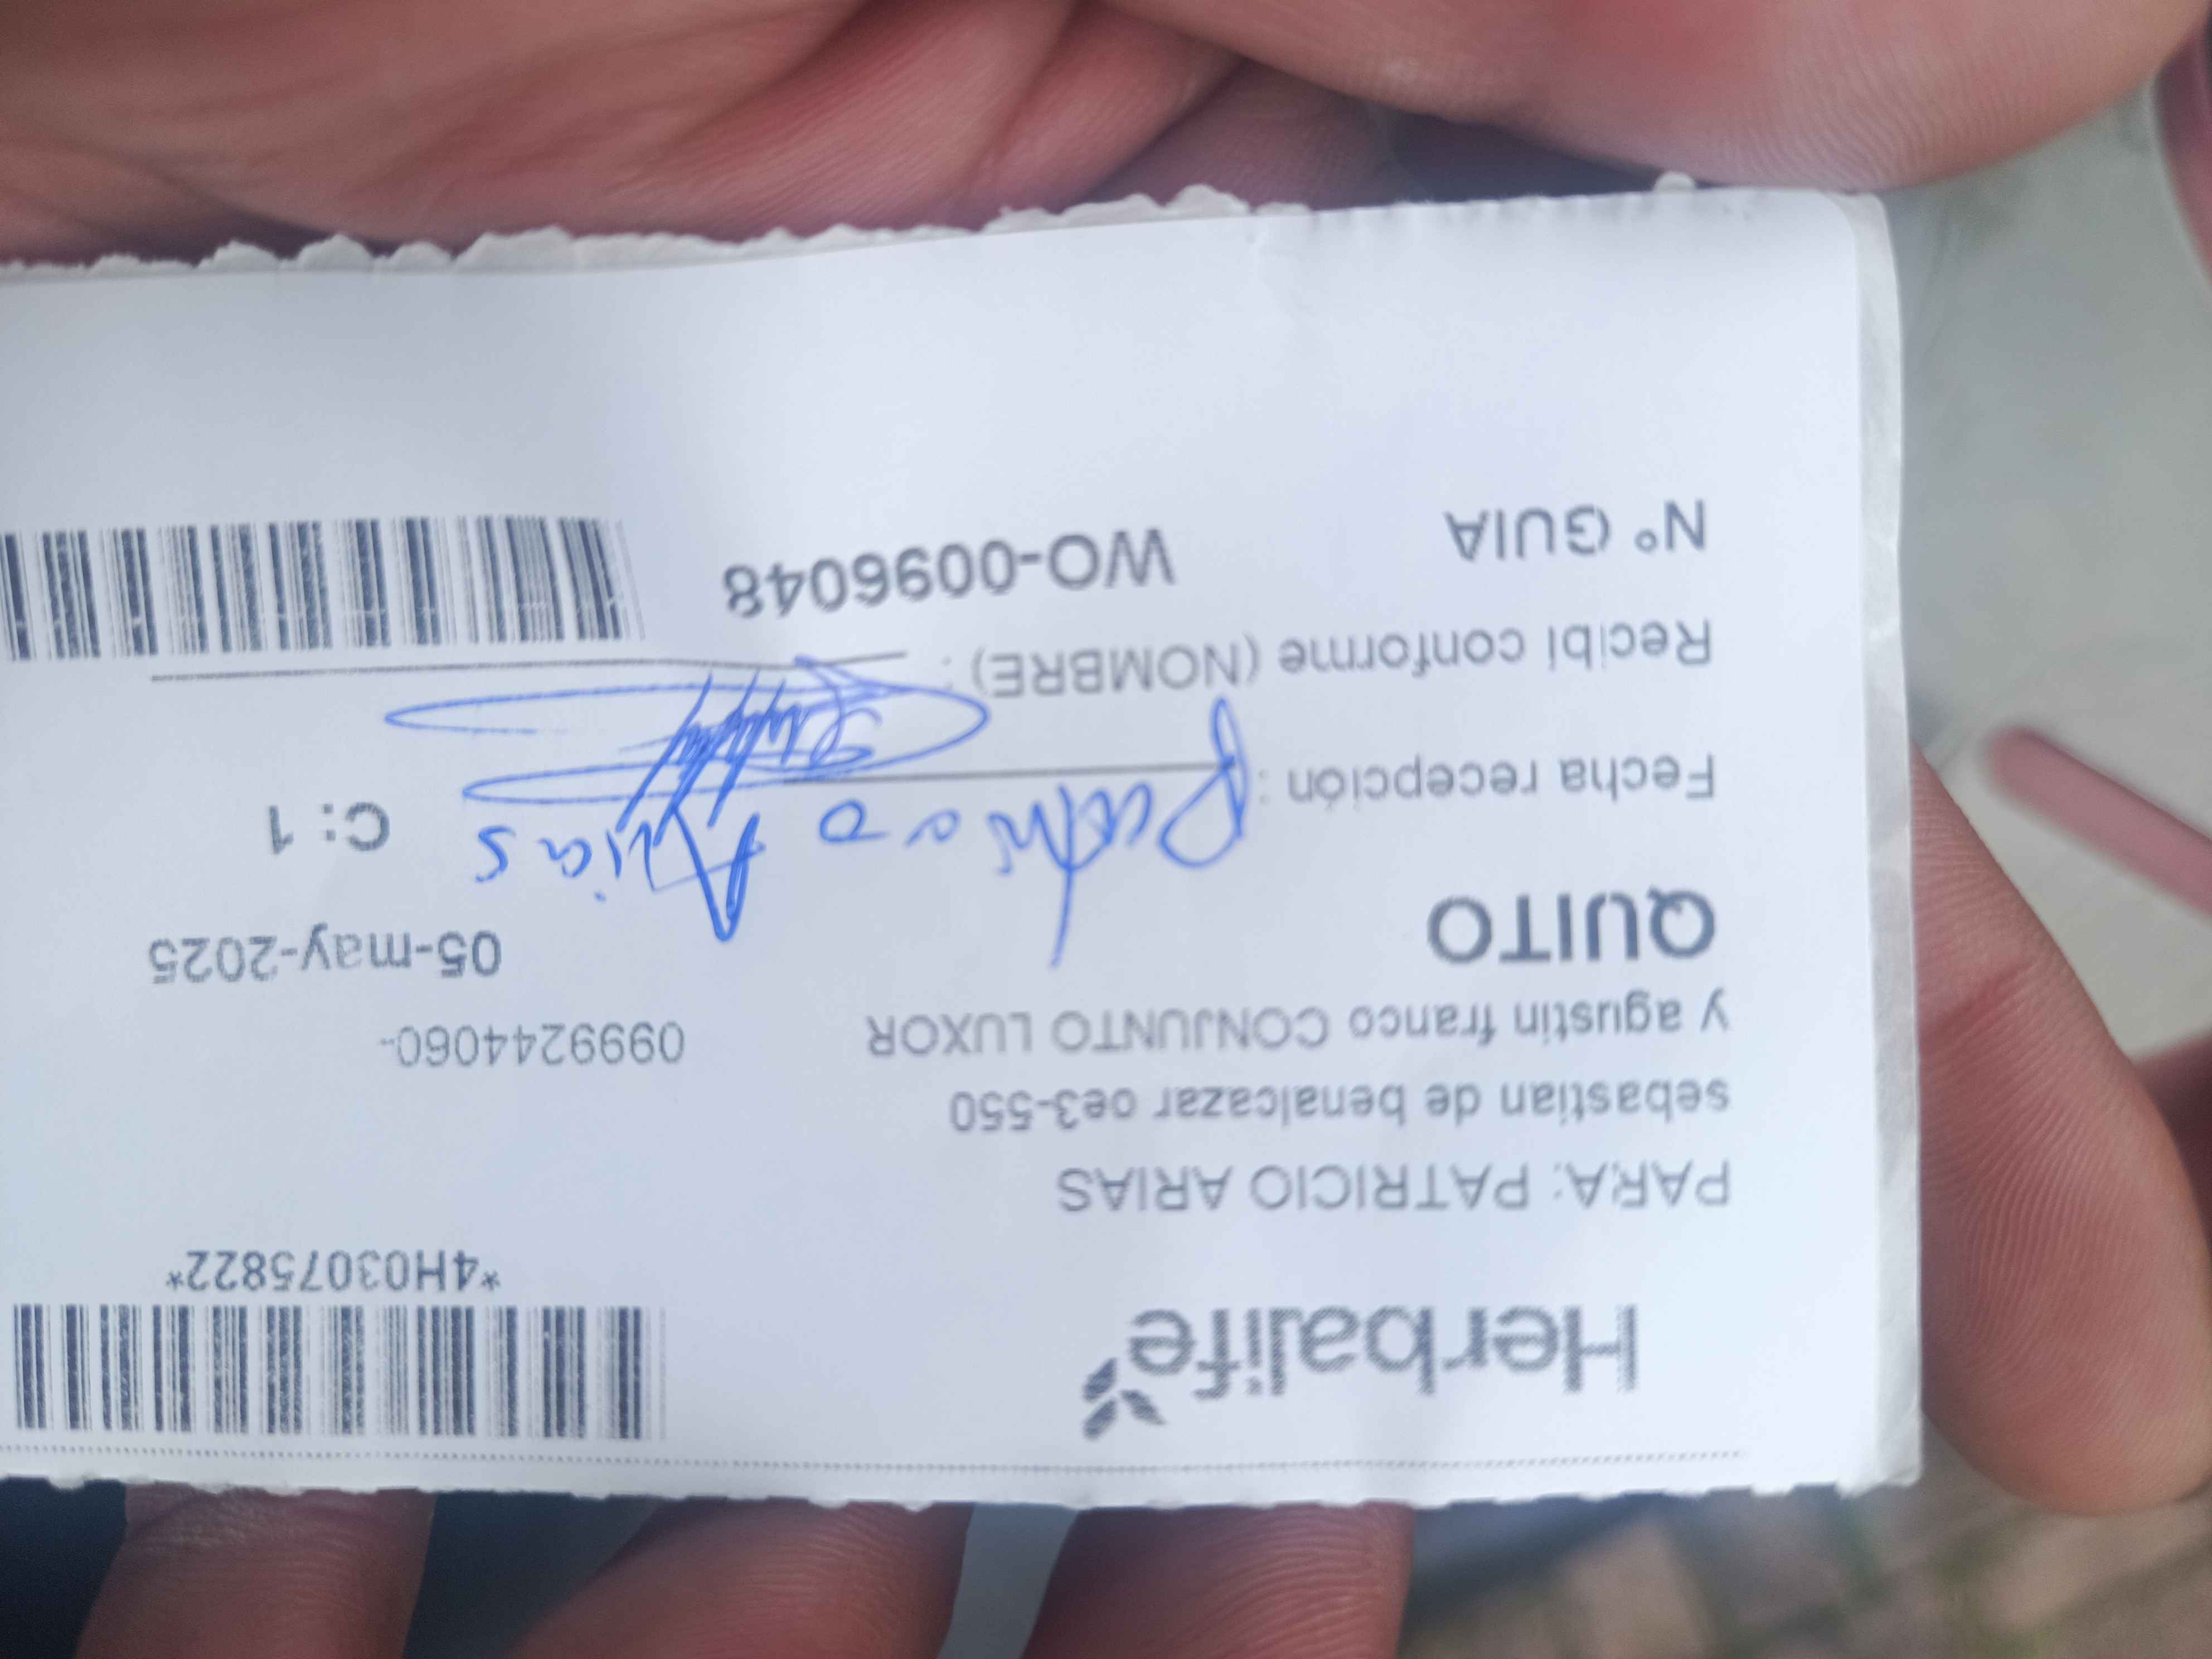 Herbalife
*4H03075822*
PARA: PATRICIO ARIAS
sebastian de benalcazar oe3-550
y agustin franco CONJUNTO LUXOR 0999244060-
QUITO 05-may-2025
Patricio Arias C: 1
Fecha recepción :
Recibi conforme (NOMBRE) :
N° GUIA WO-0096048